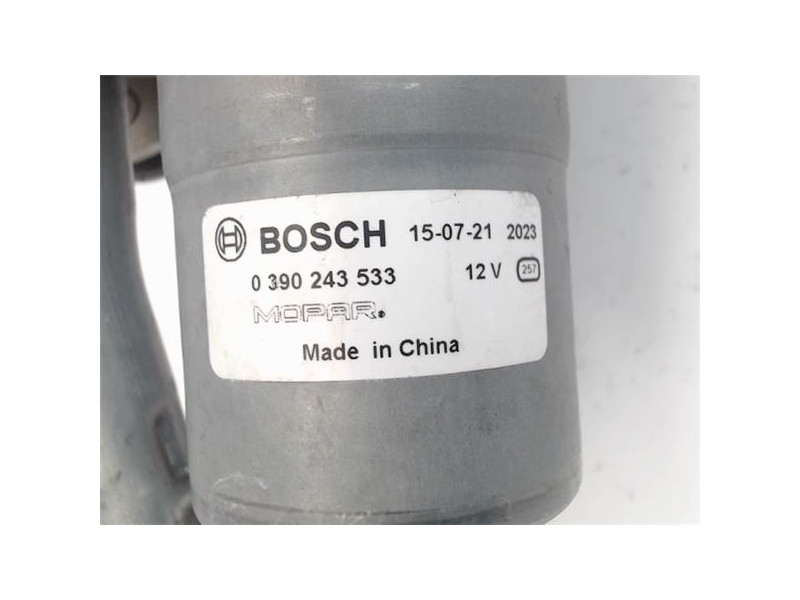 BOSCH 15-07-21 2023
0 390 243 533 12 V 257
MOPAR®
Made in China